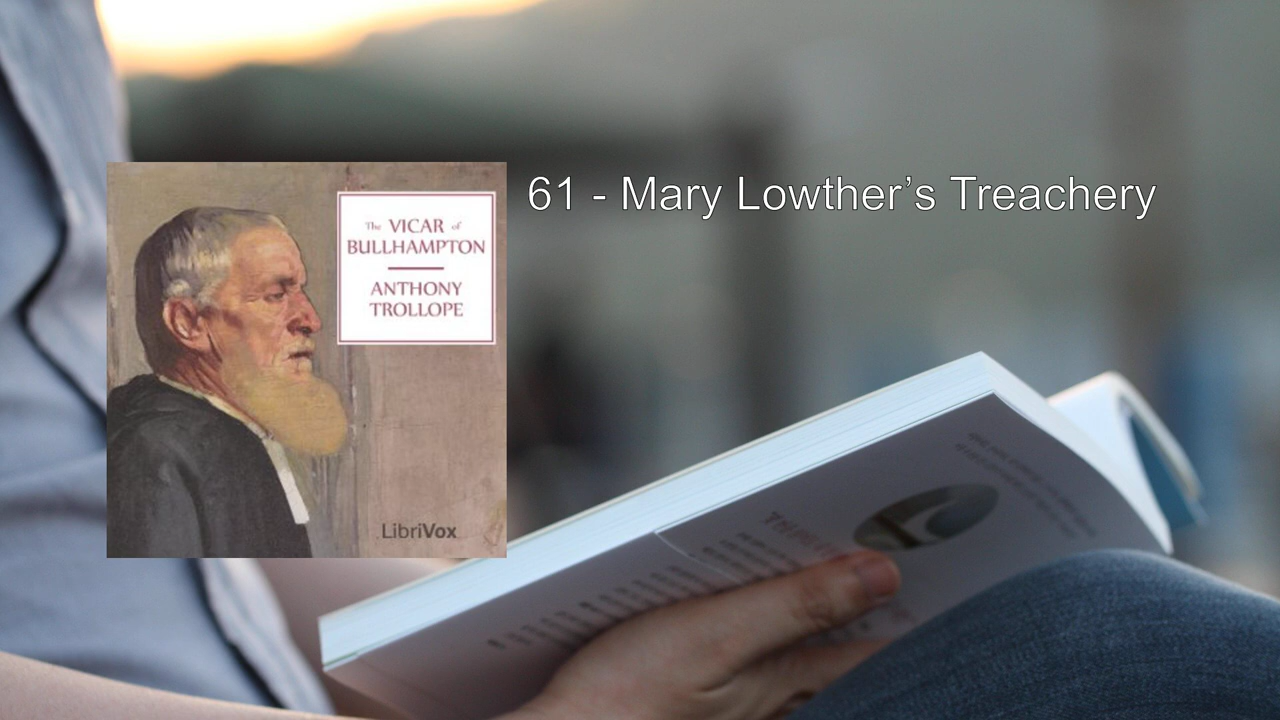 61 - Mary Lowther’s Treachery
The VICAR of
BULLHAMPTON
ANTHONY
TROLLOPE
LibriVox